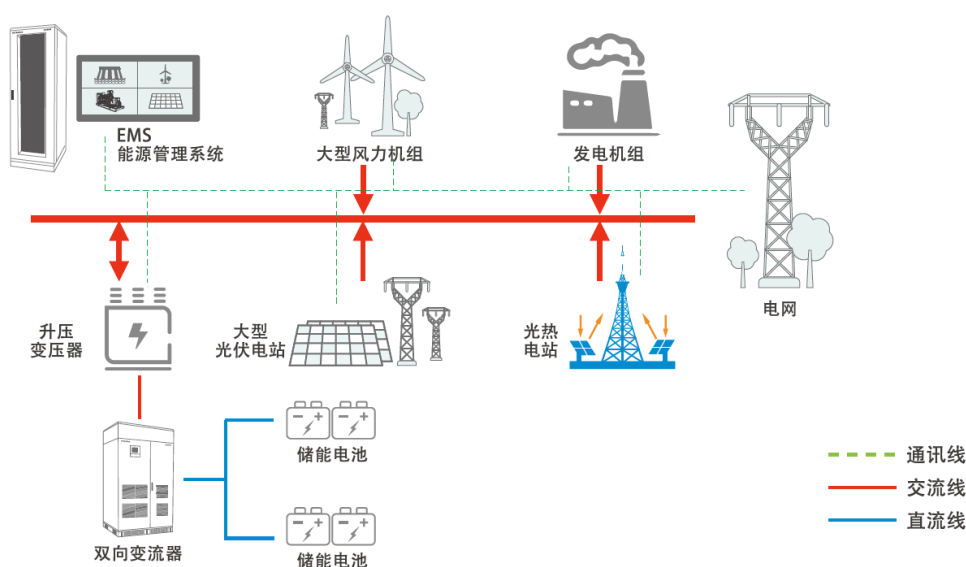 EMS
能源管理系统
大型风力机组
发电机组
电网
升压
变压器
大型
光伏电站
光热
电站
储能电池
储能电池
双向变流器
通讯线
交流线
直流线